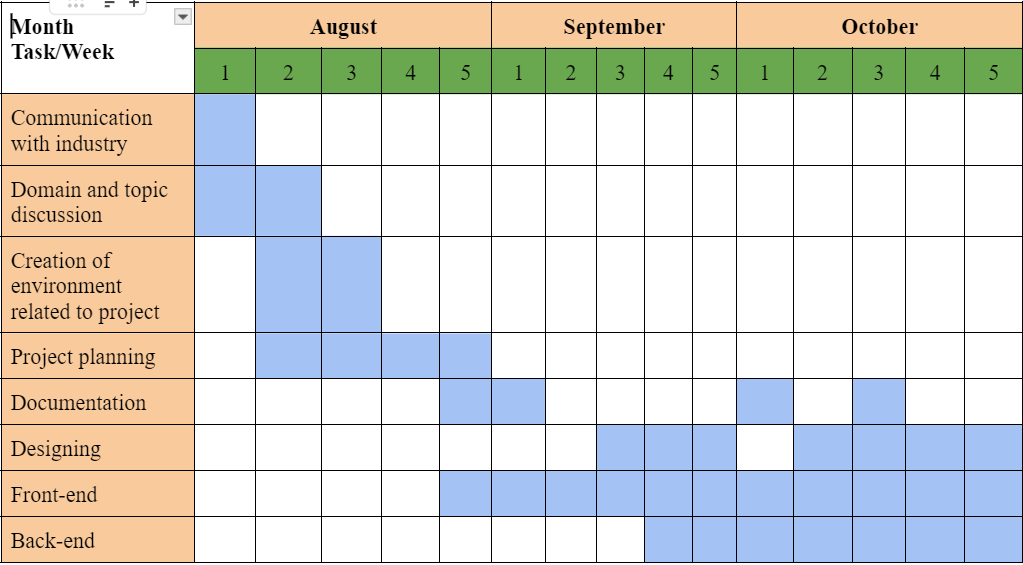 Month
Task/Week
August
September
October
1 2 3 4 5 1 2 3 4 5 1 2 3 4 5
Communication
with industry
Domain and topic
discussion
Creation of
environment
related to project
Project planning
Documentation
Designing
Front-end
Back-end